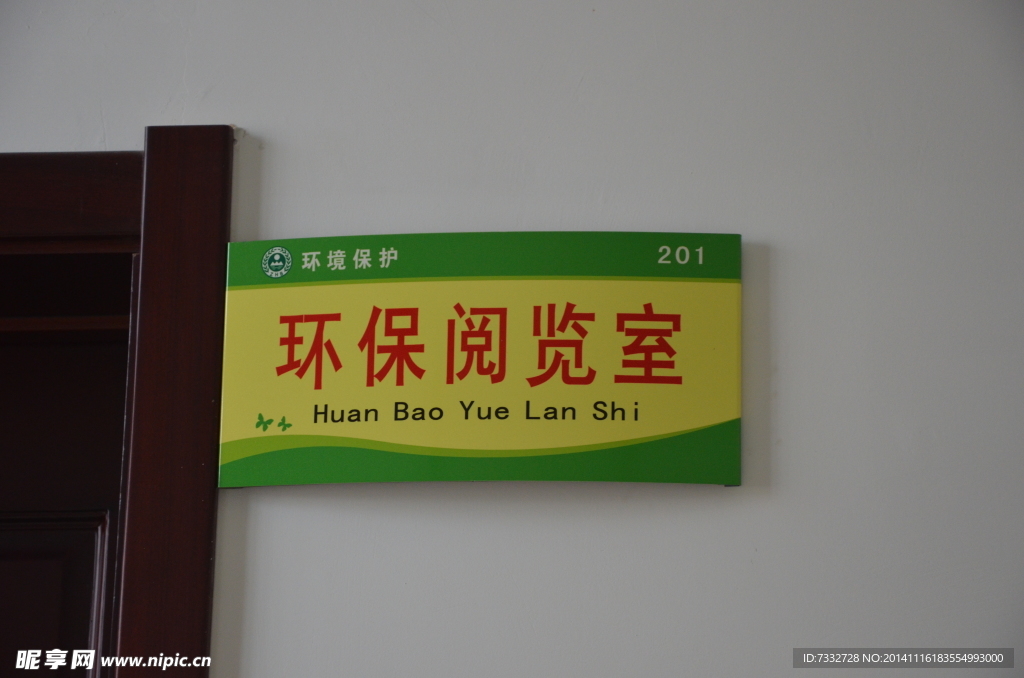 环境保护 201
环保阅览室
Huan Bao Yue Lan Shi
昵享网 www.nipic.cn
ID:7332728 NO:20141116183554993000